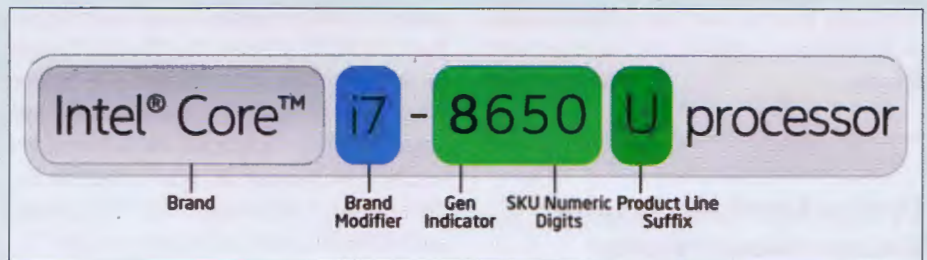 Intel® Core™ i7 - 8650 U processor
Brand Brand Modifier Gen Indicator SKU Numeric Digits Product Line Suffix